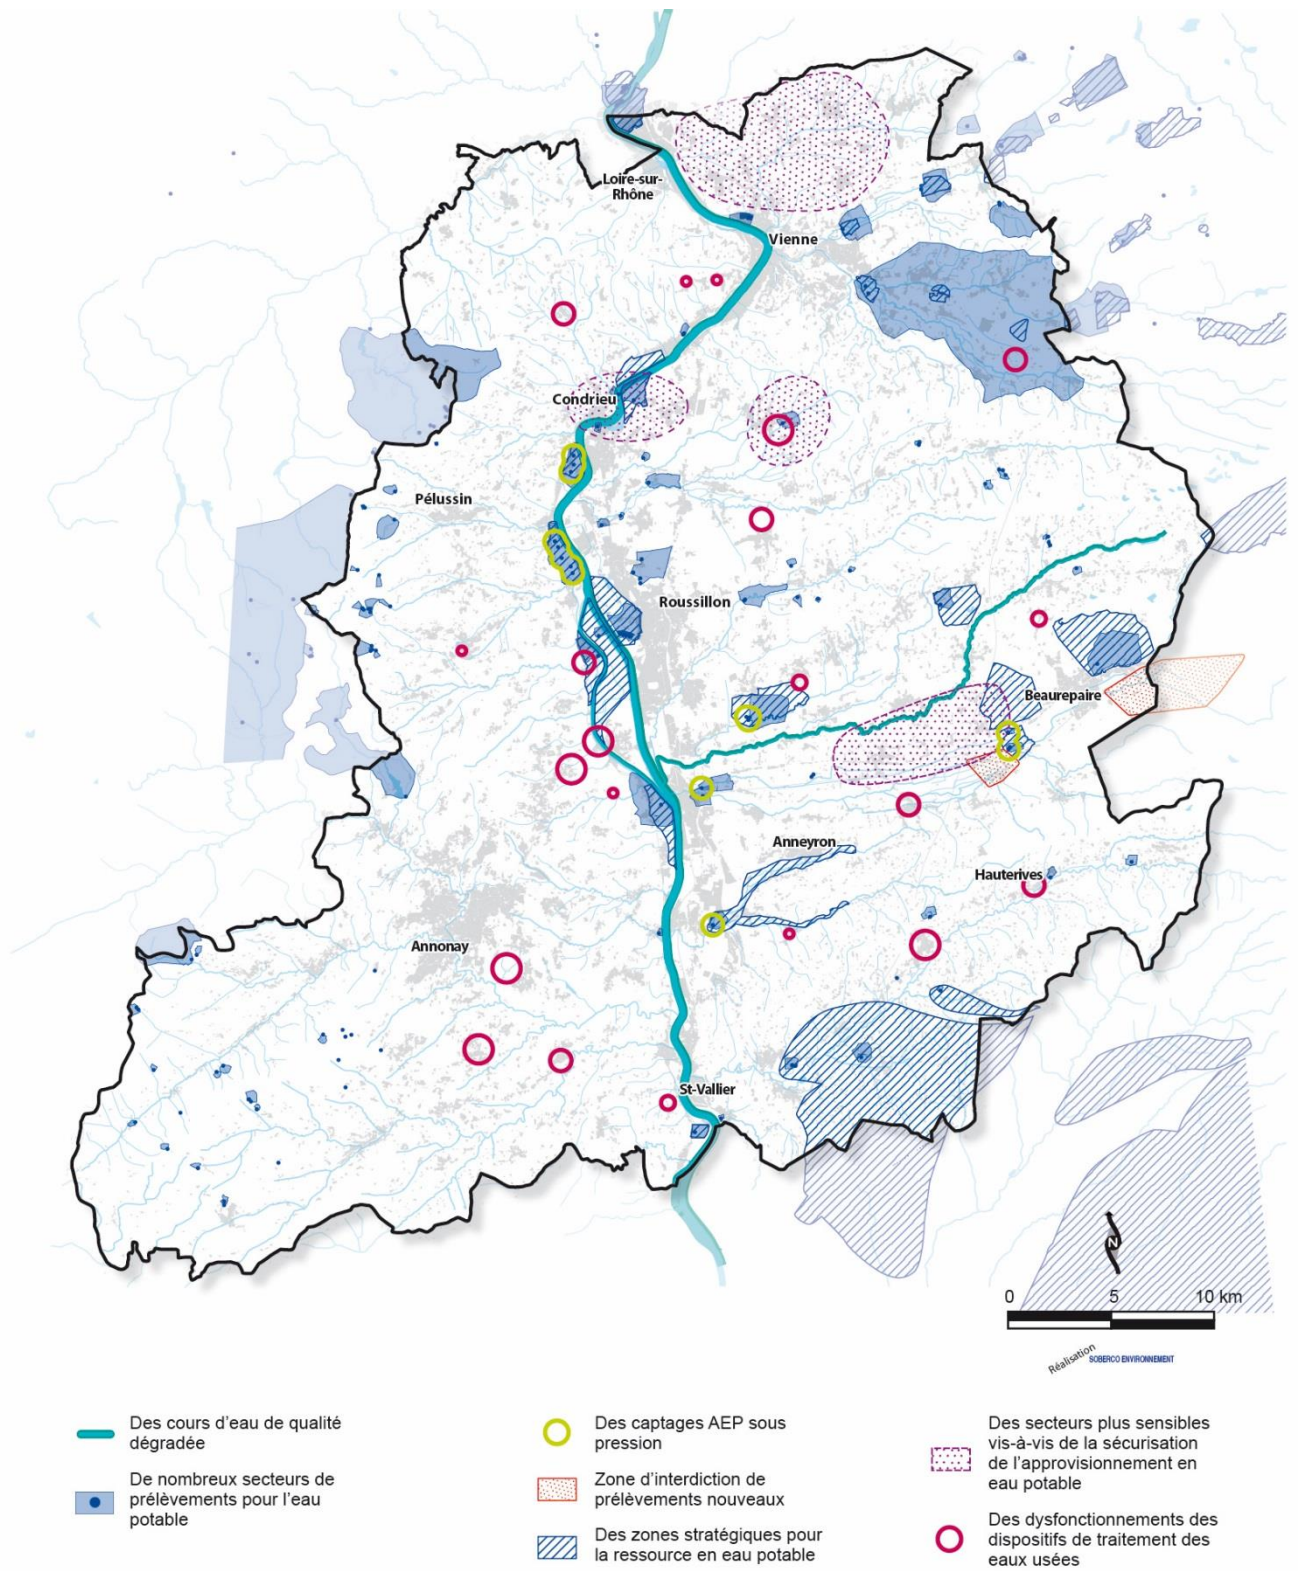 Loire-sur-
Rhône
Vienne
Condrieu
Pélussin
Roussillon
Beaurepaire
Anneyron
Hauterives
Annonay
St-Vallier
N
0 5 10 km
Réalisation
SOBERCO ENVIRONNEMENT
Des cours d'eau de qualité
dégradée
De nombreux secteurs de
prélèvements pour l'eau
potable
Des captages AEP sous
pression
Zone d'interdiction de
prélèvements nouveaux
Des zones stratégiques pour
la ressource en eau potable
Des secteurs plus sensibles
vis-à-vis de la sécurisation
de l'approvisionnement en
eau potable
Des dysfonctionnements des
dispositifs de traitement des
eaux usées